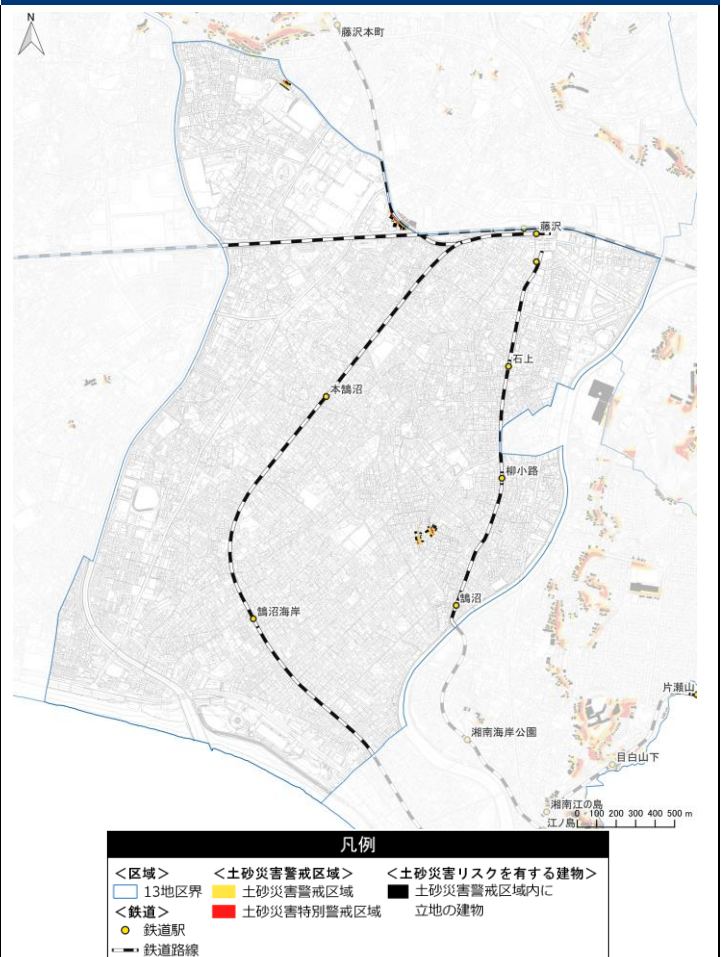 N
藤沢本町
藤沢
石上
本鵠沼
柳小路
鵠沼
鵠沼海岸
片瀬山
湘南海岸公園
目白山下
湘南江の島
江ノ島
0 100 200 300 400 500 m
凡例
<区域> <土砂災害警戒区域> <土砂災害リスクを有する建物>
13地区界 土砂災害警戒区域 土砂災害警戒区域内に
<鉄道> 土砂災害特別警戒区域 立地の建物
鉄道駅
鉄道路線